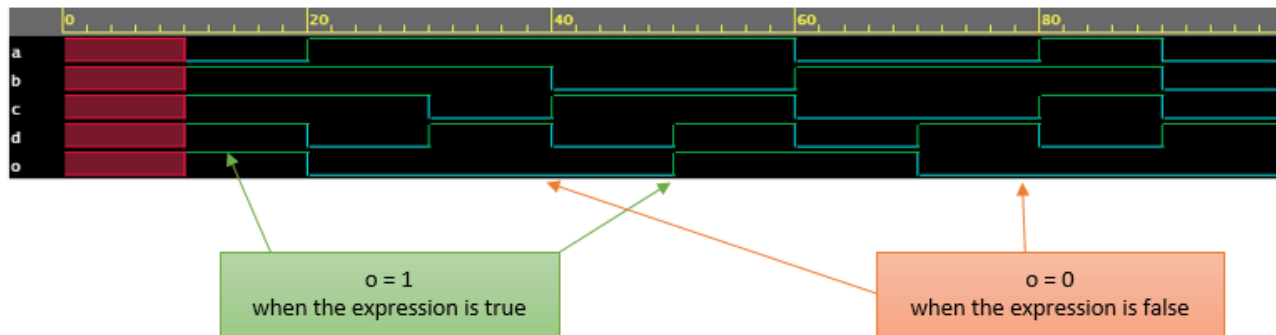 0 20 40 60 80
a
b
c
d
o
o = 1
when the expression is true
o = 0
when the expression is false